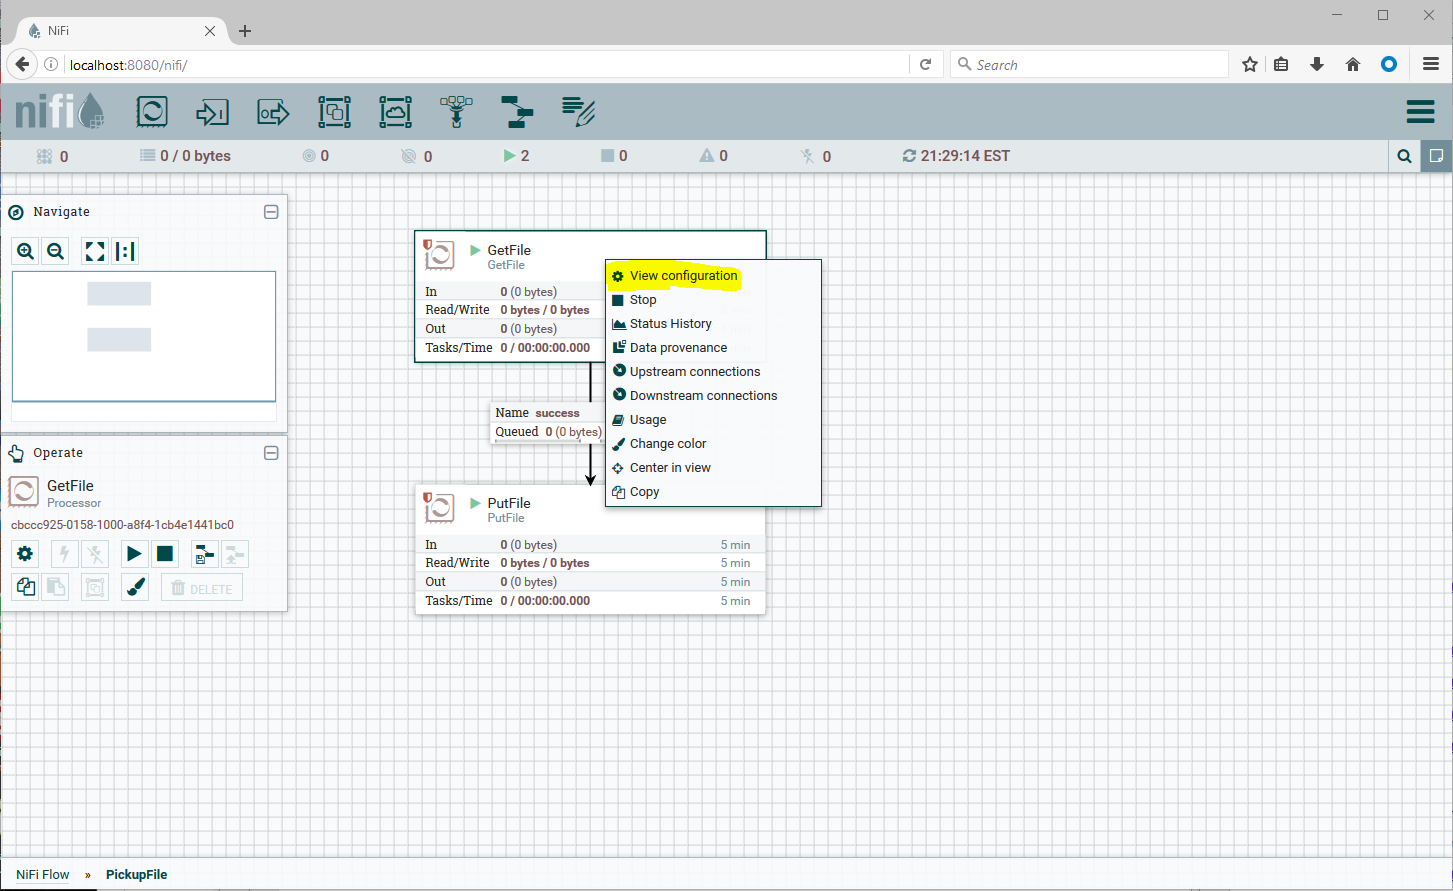 NiFi
localhost:8080/nifi/
Search
nifi
0
0 / 0 bytes
0
0
2
0
0
0
21:29:14 EST
Navigate
Operate
GetFile
Processor
cbccc925-0158-1000-a8f4-1cb4e1441bc0
DELETE
GetFile
GetFile
In 0 (0 bytes)
Read/Write 0 bytes / 0 bytes
Out 0 (0 bytes)
Tasks/Time 0 / 00:00:00.000
Name success
Queued 0 (0 bytes)
View configuration
Stop
Status History
Data provenance
Upstream connections
Downstream connections
Usage
Change color
Center in view
Copy
PutFile
PutFile
In 0 (0 bytes) 5 min
Read/Write 0 bytes / 0 bytes 5 min
Out 0 (0 bytes) 5 min
Tasks/Time 0 / 00:00:00.000 5 min
NiFi Flow » PickupFile